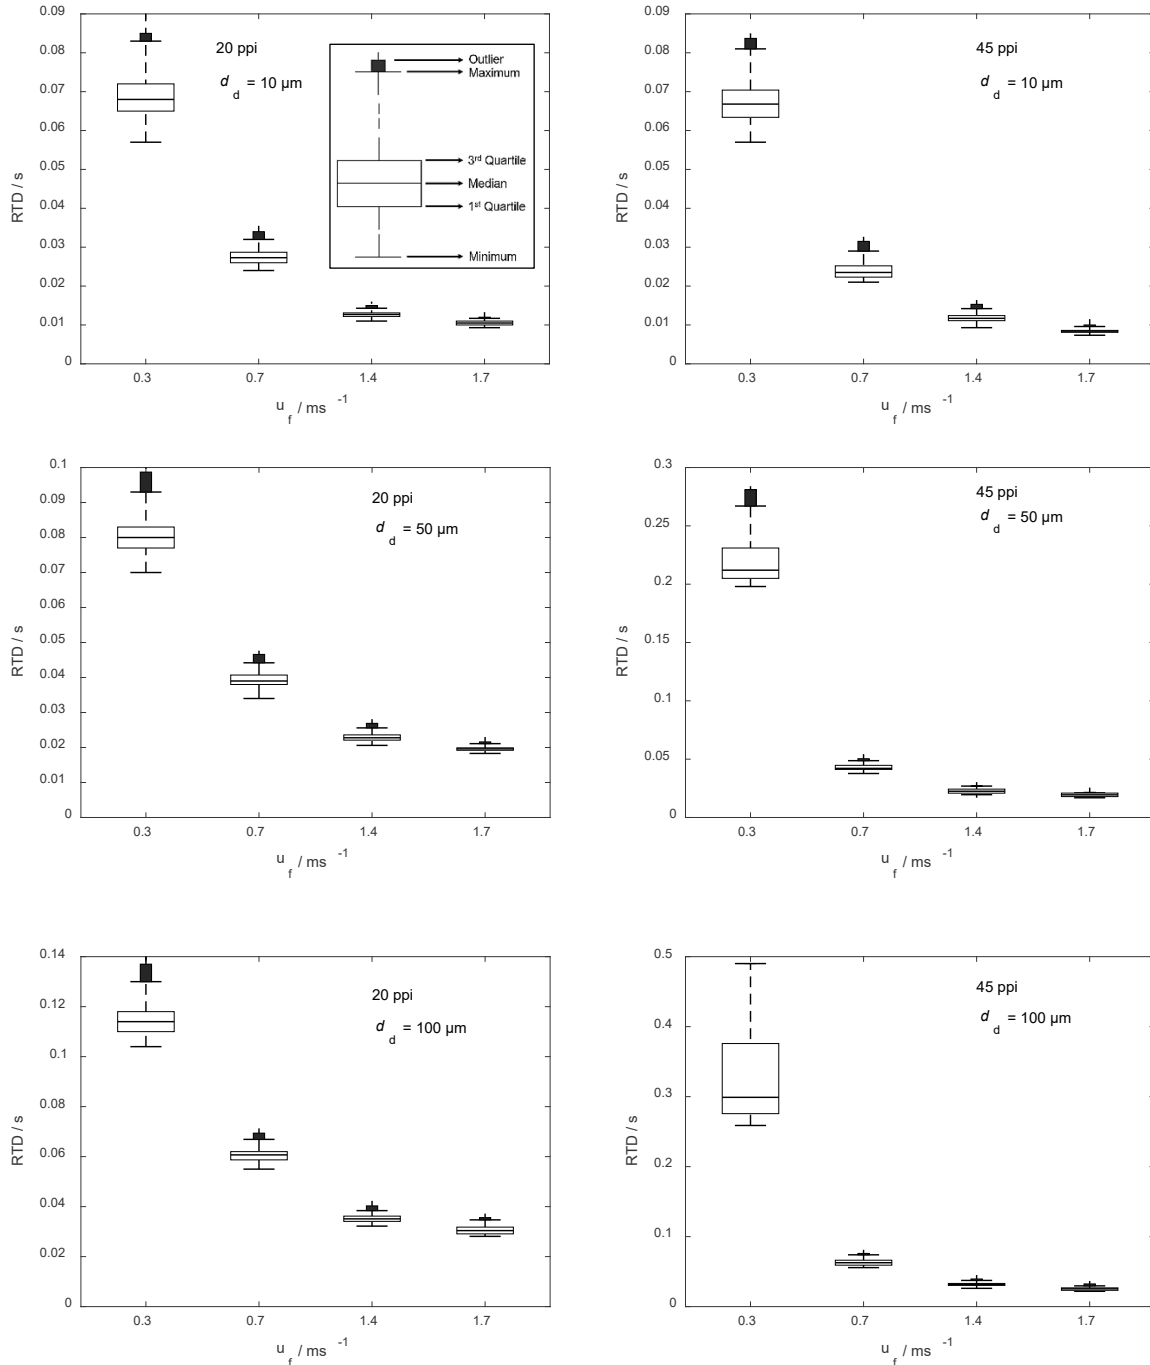 0.09
0.08
0.07
0.06
0.05
0.04
0.03
0.02
0.01
0
RTD / s
20 ppi
d d = 10 µm
Outlier
Maximum
3rd Quartile
Median
1st Quartile
Minimum
0.3 0.7 1.4 1.7
u f / ms -1
0.09
0.08
0.07
0.06
0.05
0.04
0.03
0.02
0.01
0
RTD / s
45 ppi
d d = 10 µm
0.3 0.7 1.4 1.7
u f / ms -1
0.1
0.09
0.08
0.07
0.06
0.05
0.04
0.03
0.02
0.01
0
RTD / s
20 ppi
d d = 50 µm
0.3 0.7 1.4 1.7
u f / ms -1
0.3
0.25
0.2
0.15
0.1
0.05
0
RTD / s
45 ppi
d d = 50 µm
0.3 0.7 1.4 1.7
u f / ms -1
0.14
0.12
0.1
0.08
0.06
0.04
0.02
0
RTD / s
20 ppi
d d = 100 µm
0.3 0.7 1.4 1.7
u f / ms -1
0.5
0.4
0.3
0.2
0.1
0
RTD / s
45 ppi
d d = 100 µm
0.3 0.7 1.4 1.7
u f / ms -1